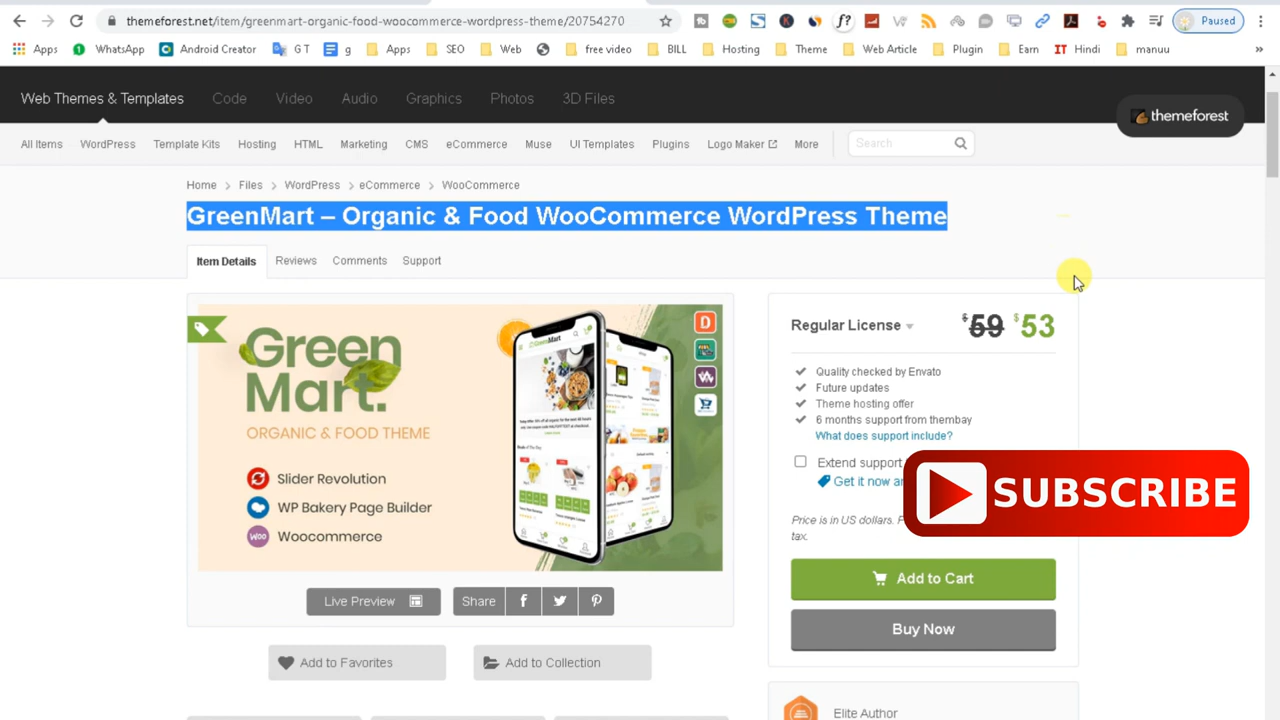 themeforest.net/item/greenmart-organic-food-woocommerce-wordpress-theme/20754270
Paused
Apps WhatsApp Android Creator G T g Apps SEO Web free video BILL Hosting Theme Web Article Plugin Earn IT Hindi manuu
Web Themes & Templates Code Video Audio Graphics Photos 3D Files
themeforest
All Items WordPress Template Kits Hosting HTML Marketing CMS eCommerce Muse UI Templates Plugins Logo Maker More Search
Home > Files > WordPress > eCommerce > WooCommerce
GreenMart – Organic & Food WooCommerce WordPress Theme
Item Details Reviews Comments Support
Green
Mart.
ORGANIC & FOOD THEME
Slider Revolution
WP Bakery Page Builder
Woocommerce
GreenMart
Regular License $59 $53
Quality checked by Envato
Future updates
Theme hosting offer
6 months support from thembay
What does support include?
Extend support
Get it now an
SUBSCRIBE
Price is in US dollars.
tax.
Add to Cart
Buy Now
Live Preview Share
Add to Favorites Add to Collection
Elite Author